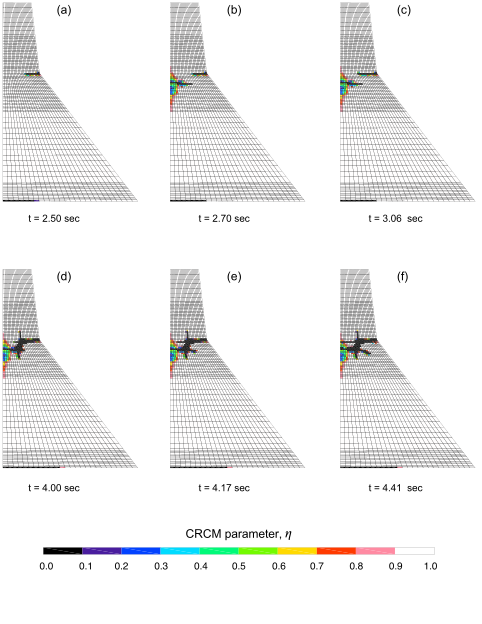 (a) (b) (c)
t = 2.50 sec t = 2.70 sec t = 3.06 sec
(d) (e) (f)
t = 4.00 sec t = 4.17 sec t = 4.41 sec
CRCM parameter, η
0.0 0.1 0.2 0.3 0.4 0.5 0.6 0.7 0.8 0.9 1.0